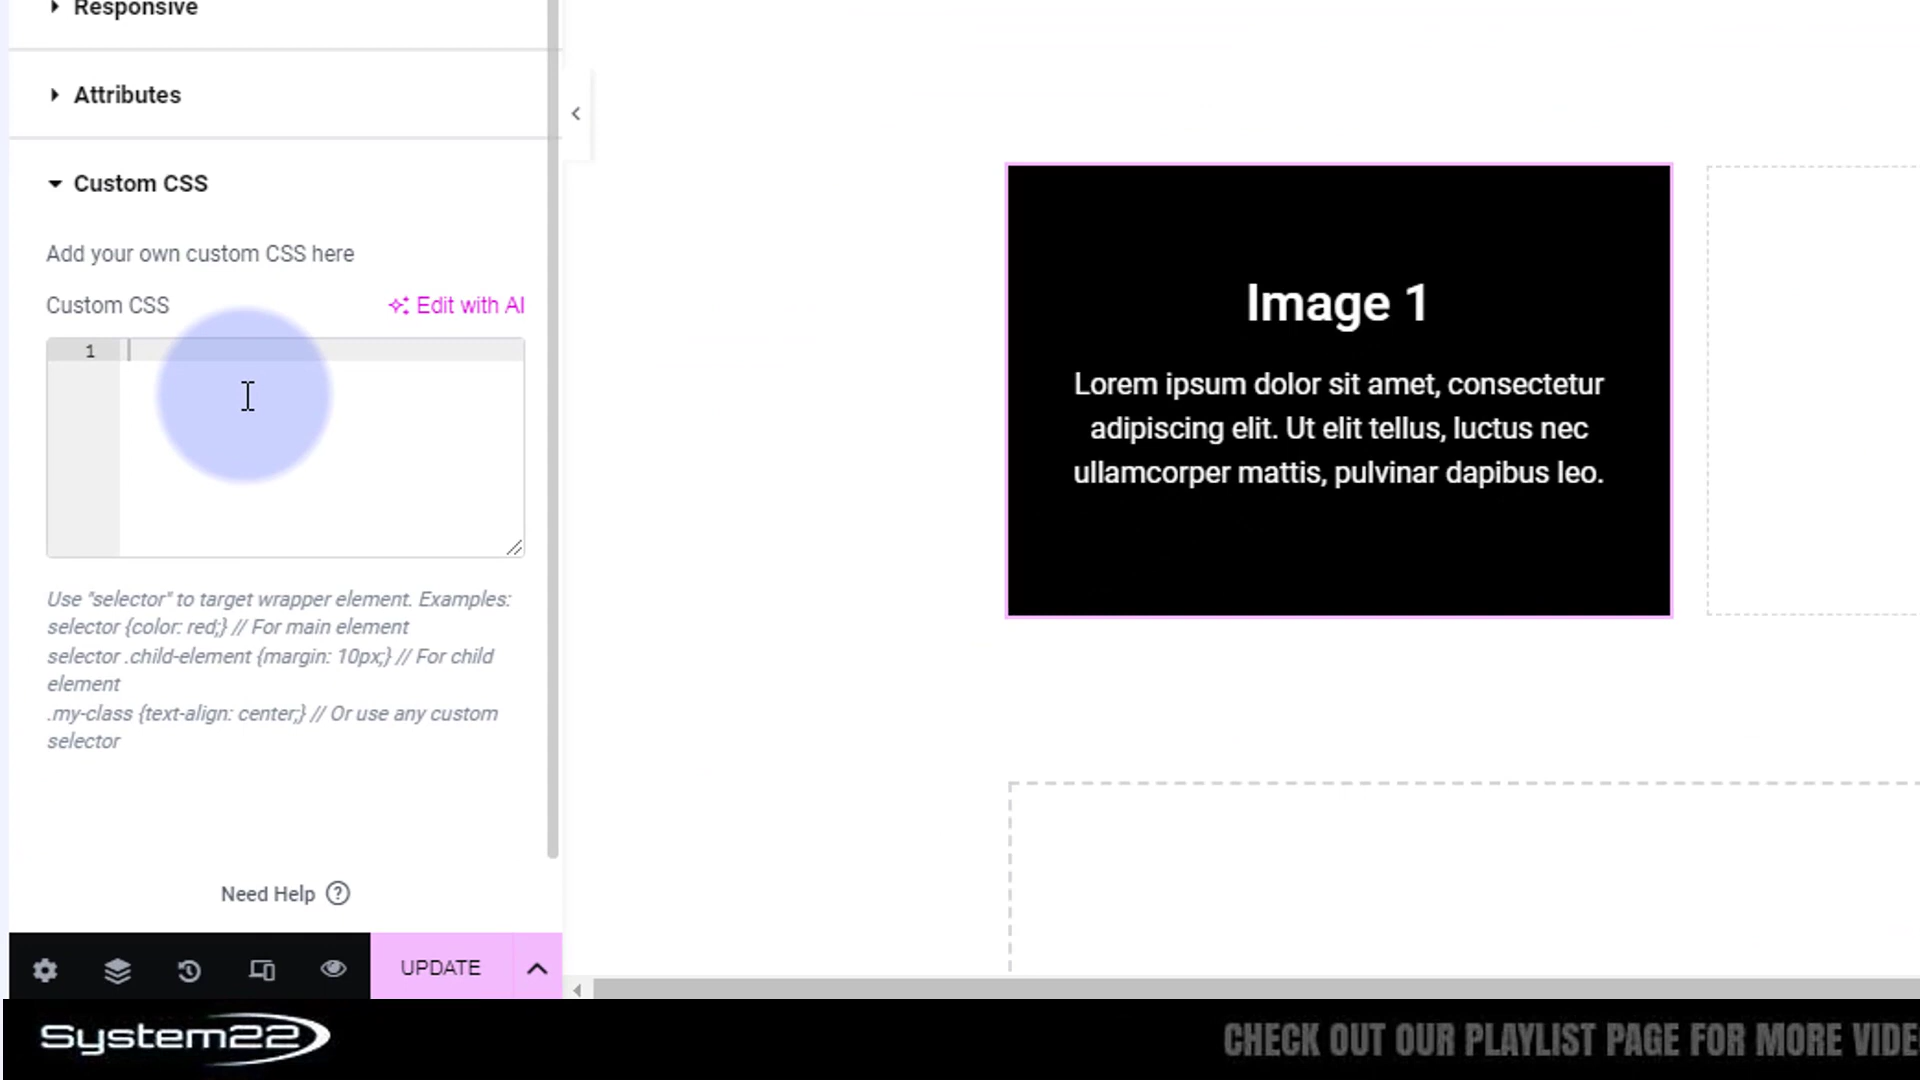 Responsive
Attributes
Custom CSS
Add your own custom CSS here
Custom CSS
Edit with AI
1
Use "selector" to target wrapper element. Examples:
selector {color: red;} // For main element
selector .child-element {margin: 10px;} // For child
element
.my-class {text-align: center;} // Or use any custom
selector
Need Help ?
UPDATE
Image 1
Lorem ipsum dolor sit amet, consectetur
adipiscing elit. Ut elit tellus, luctus nec
ullamcorper mattis, pulvinar dapibus leo.
System22
CHECK OUT OUR PLAYLIST PAGE FOR MORE VIDE